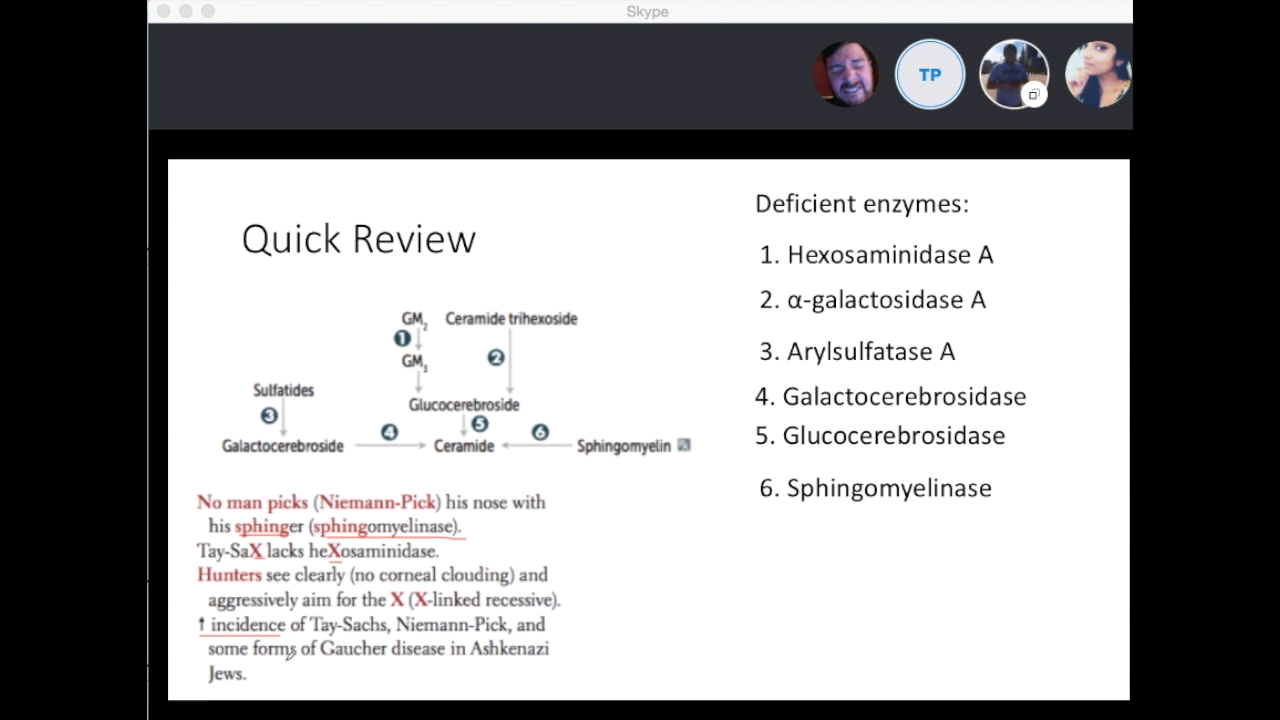 Skype
TP
Quick Review
Deficient enzymes:
1. Hexosaminidase A
2. α-galactosidase A
3. Arylsulfatase A
4. Galactocerebrosidase
5. Glucocerebrosidase
6. Sphingomyelinase
GM2 Ceramide trihexoside
1
2
GM3
Sulfatides
3
Glucocerebroside
5
4
6
Galactocerebroside Ceramide Sphingomyelin
No man picks (Niemann-Pick) his nose with
his sphinger (sphingomyelinase).
Tay-SaX lacks heXosaminidase.
Hunters see clearly (no corneal clouding) and
aggressively aim for the X (X-linked recessive).
↑ incidence of Tay-Sachs, Niemann-Pick, and
some forms of Gaucher disease in Ashkenazi
Jews.